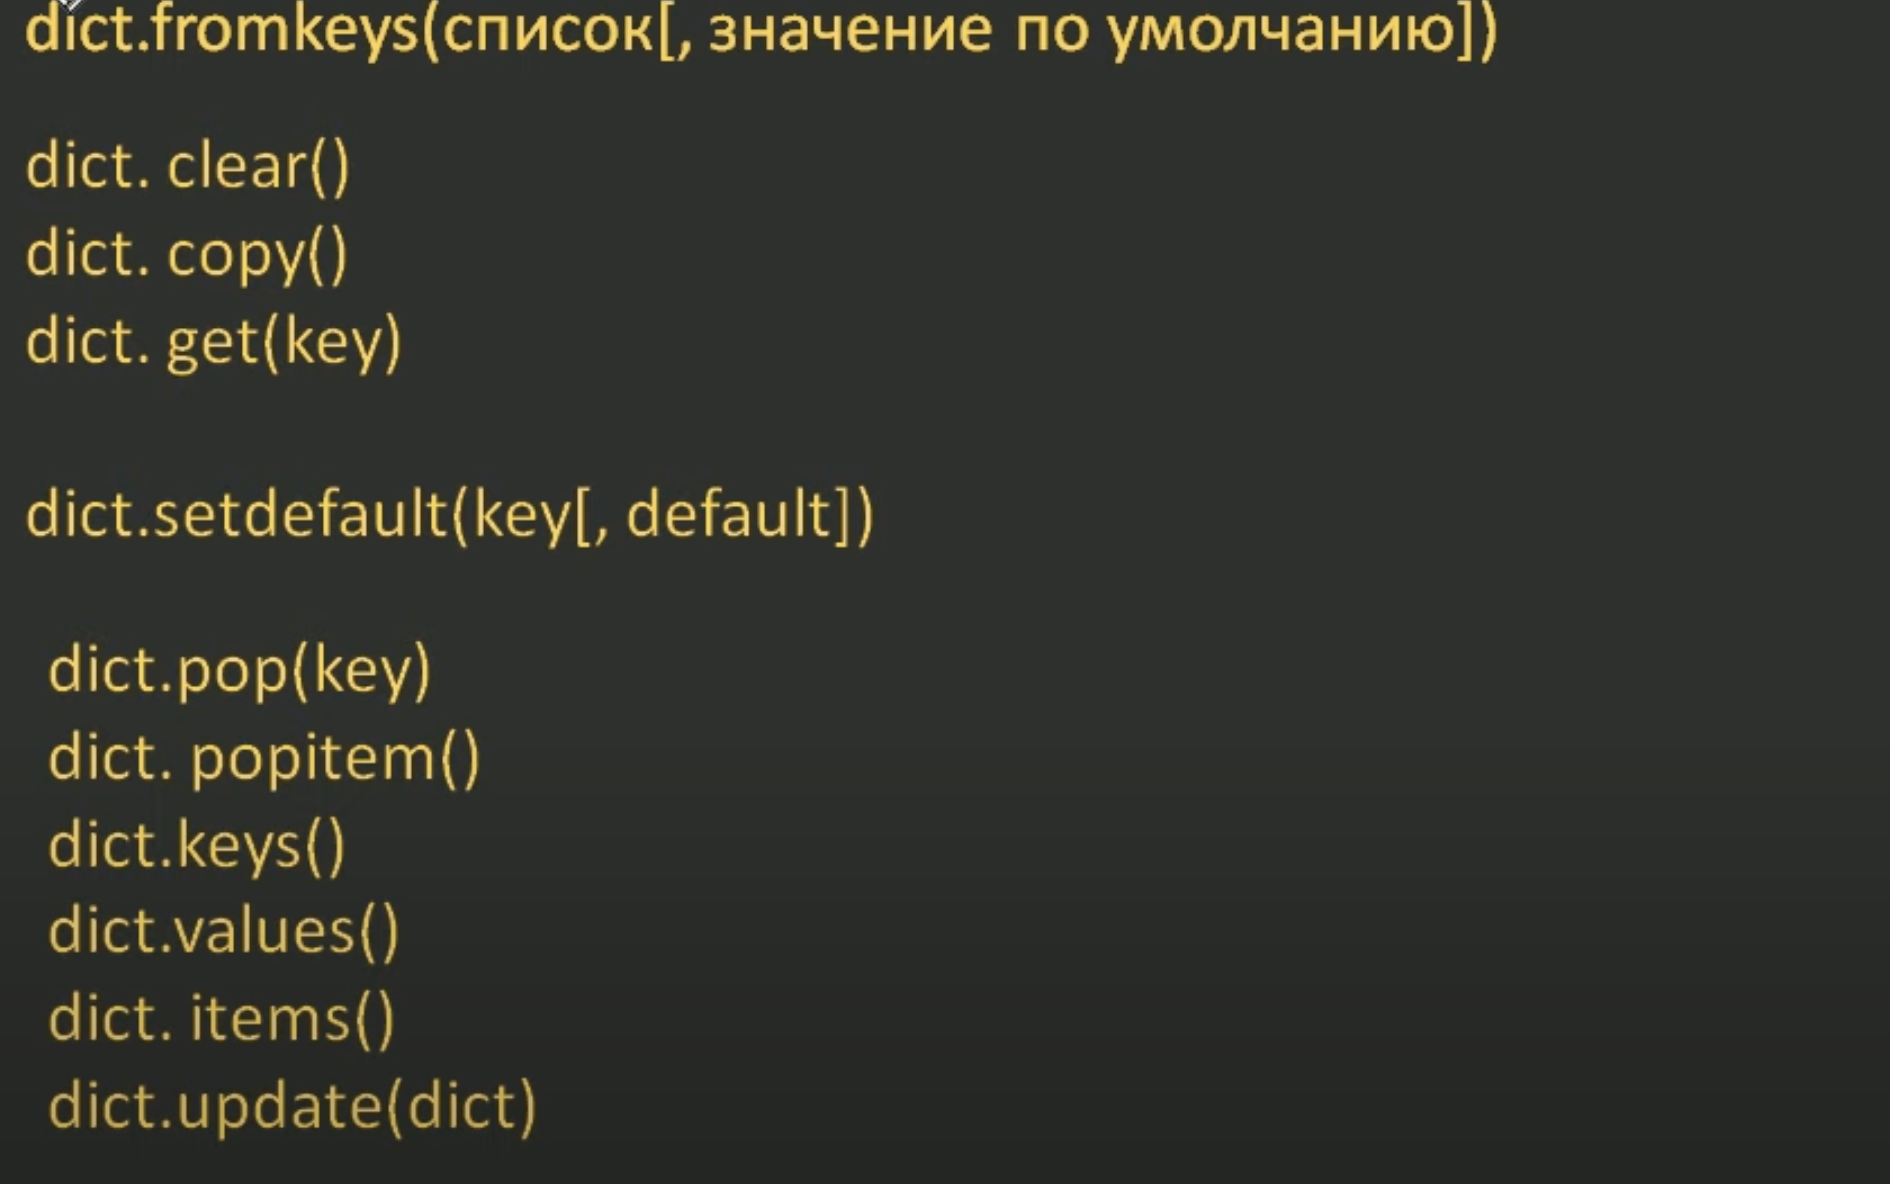 dict.fromkeys(список[, значение по умолчанию])
dict. clear()
dict. copy()
dict. get(key)
dict.setdefault(key[, default])
dict.pop(key)
dict. popitem()
dict.keys()
dict.values()
dict. items()
dict.update(dict)